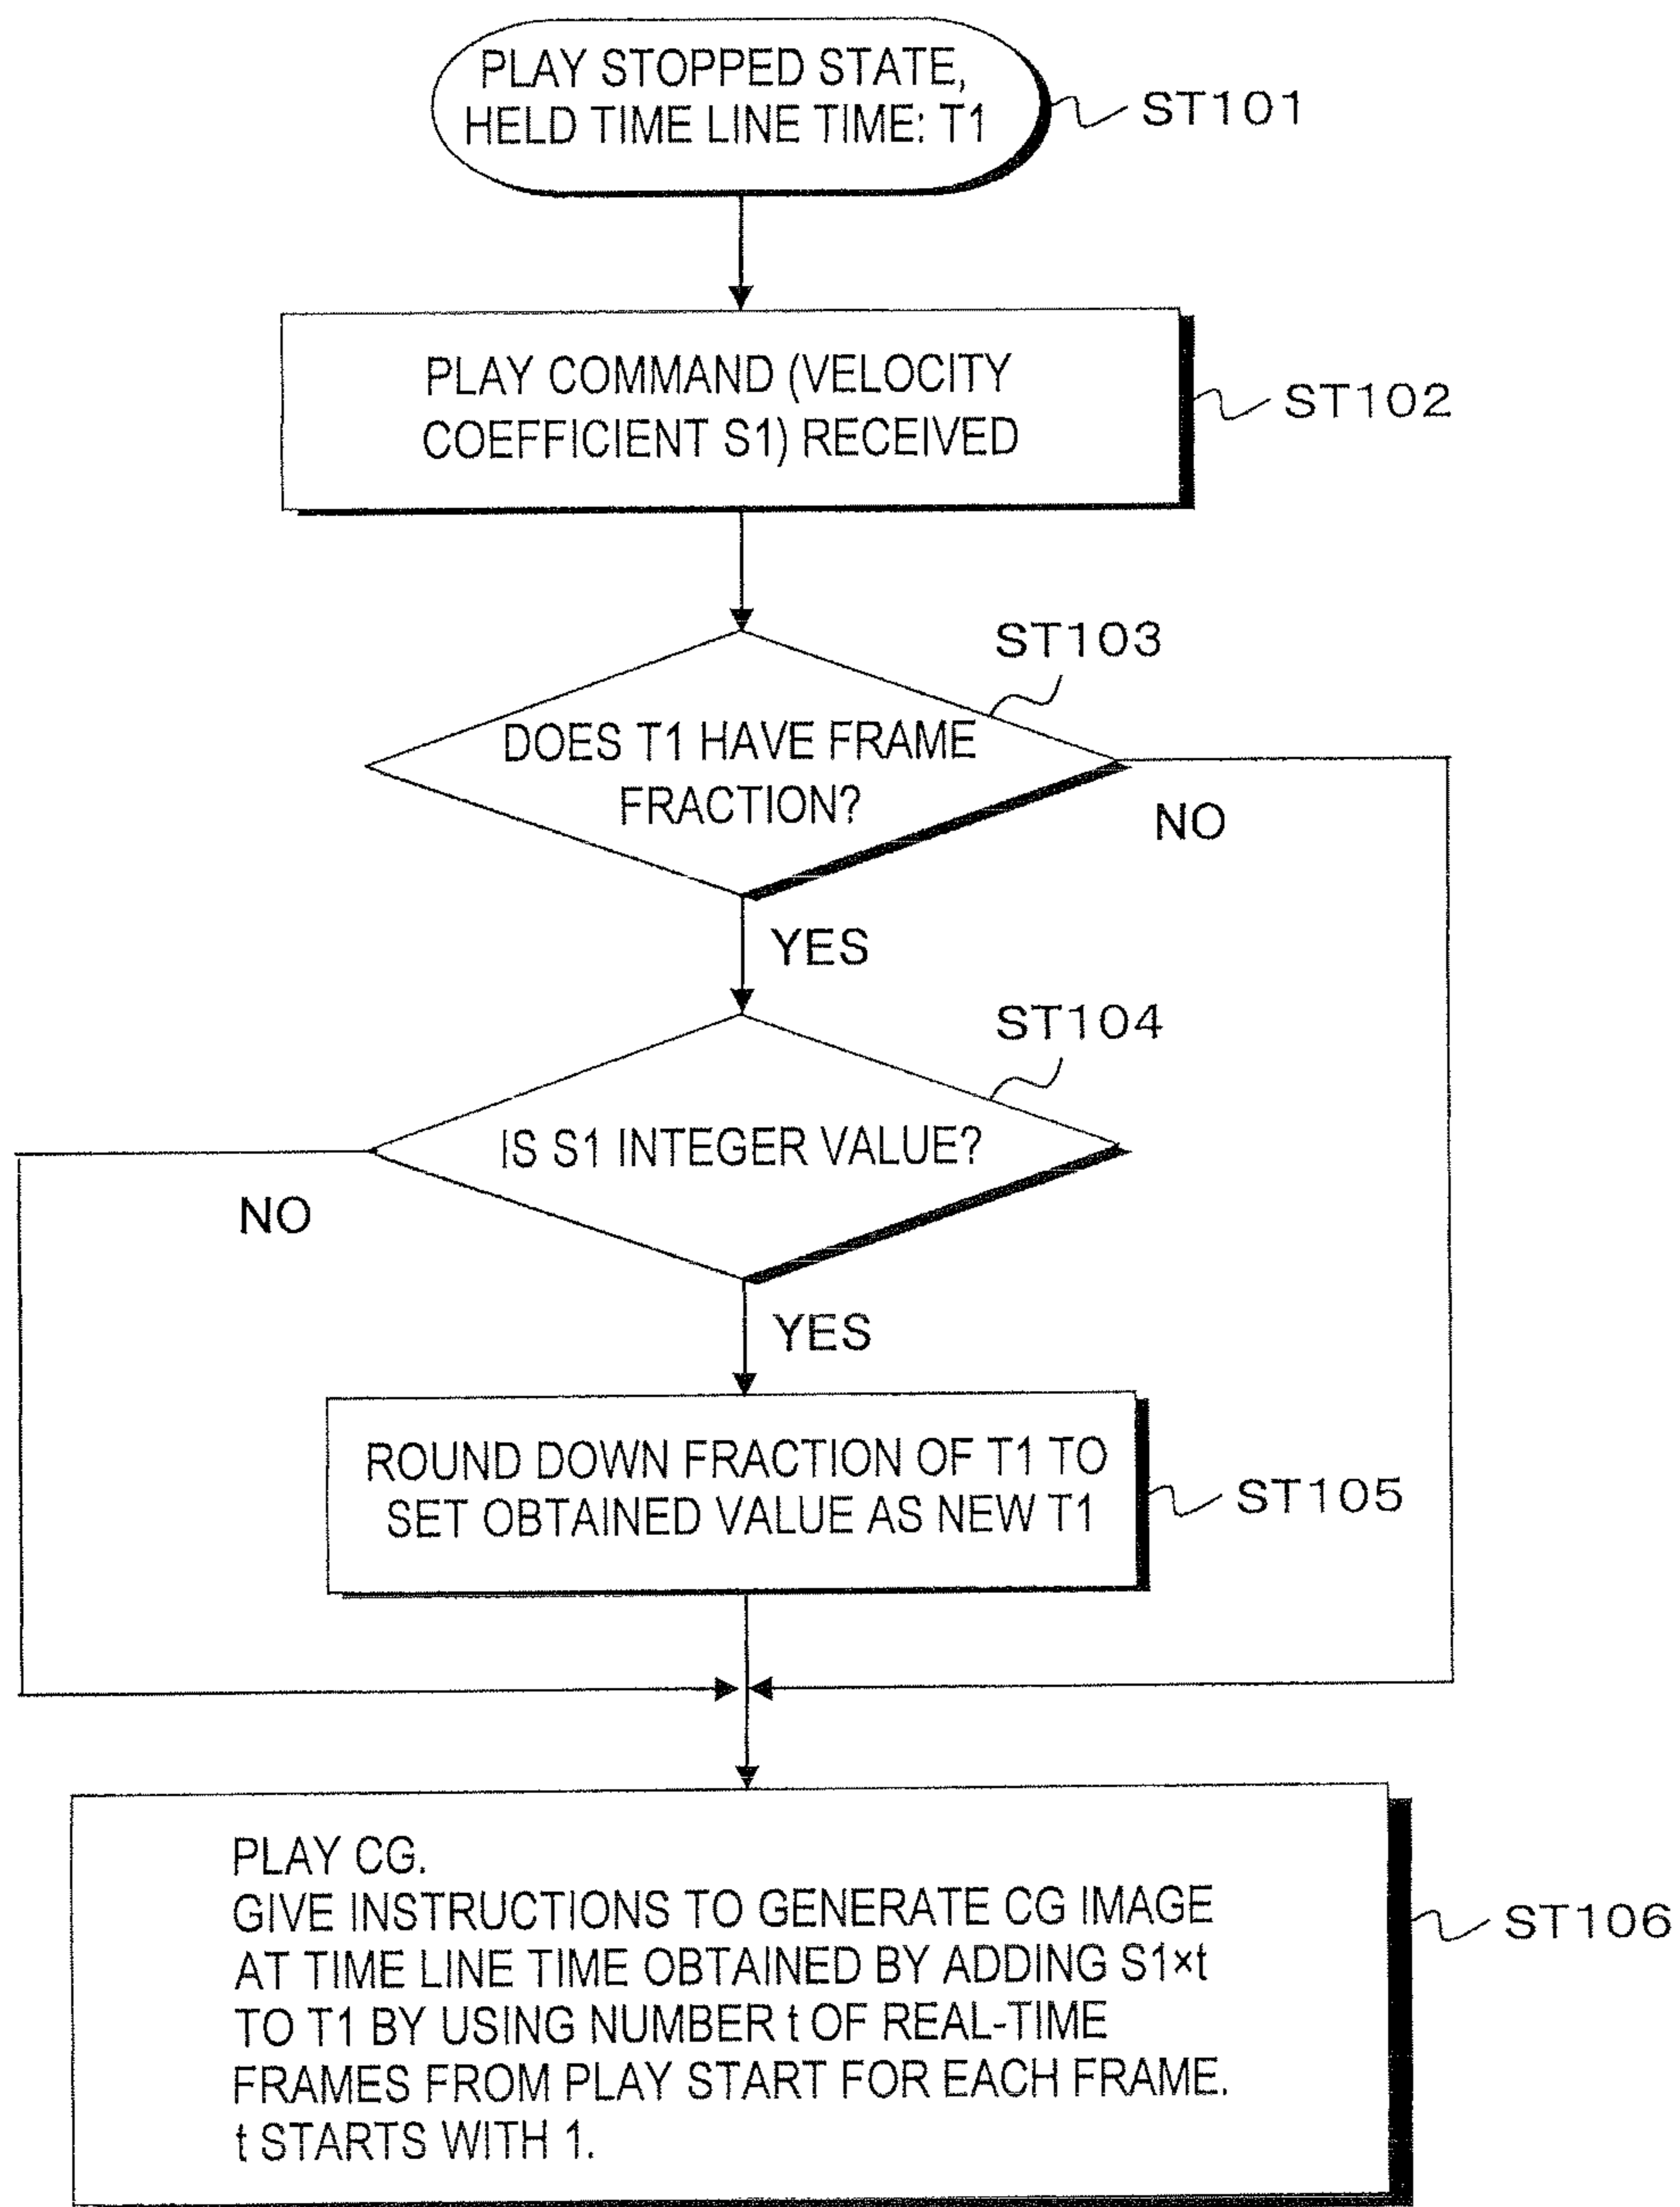 PLAY STOPPED STATE,
HELD TIME LINE TIME: T1
ST101
PLAY COMMAND (VELOCITY
COEFFICIENT S1) RECEIVED
ST102
ST103
DOES T1 HAVE FRAME
FRACTION?
NO
YES
ST104
IS S1 INTEGER VALUE?
NO
YES
ROUND DOWN FRACTION OF T1 TO
SET OBTAINED VALUE AS NEW T1
ST105
PLAY CG.
GIVE INSTRUCTIONS TO GENERATE CG IMAGE
AT TIME LINE TIME OBTAINED BY ADDING S1×t
TO T1 BY USING NUMBER t OF REAL-TIME
FRAMES FROM PLAY START FOR EACH FRAME.
t STARTS WITH 1.
ST106